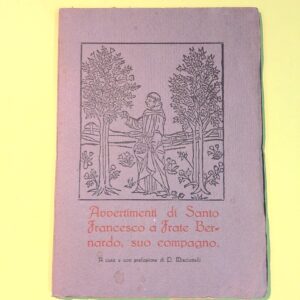 Avvertimenti di Santo
Francesco a Frate Ber-
nardo, suo compagno.
A cura e con prefazione di D.